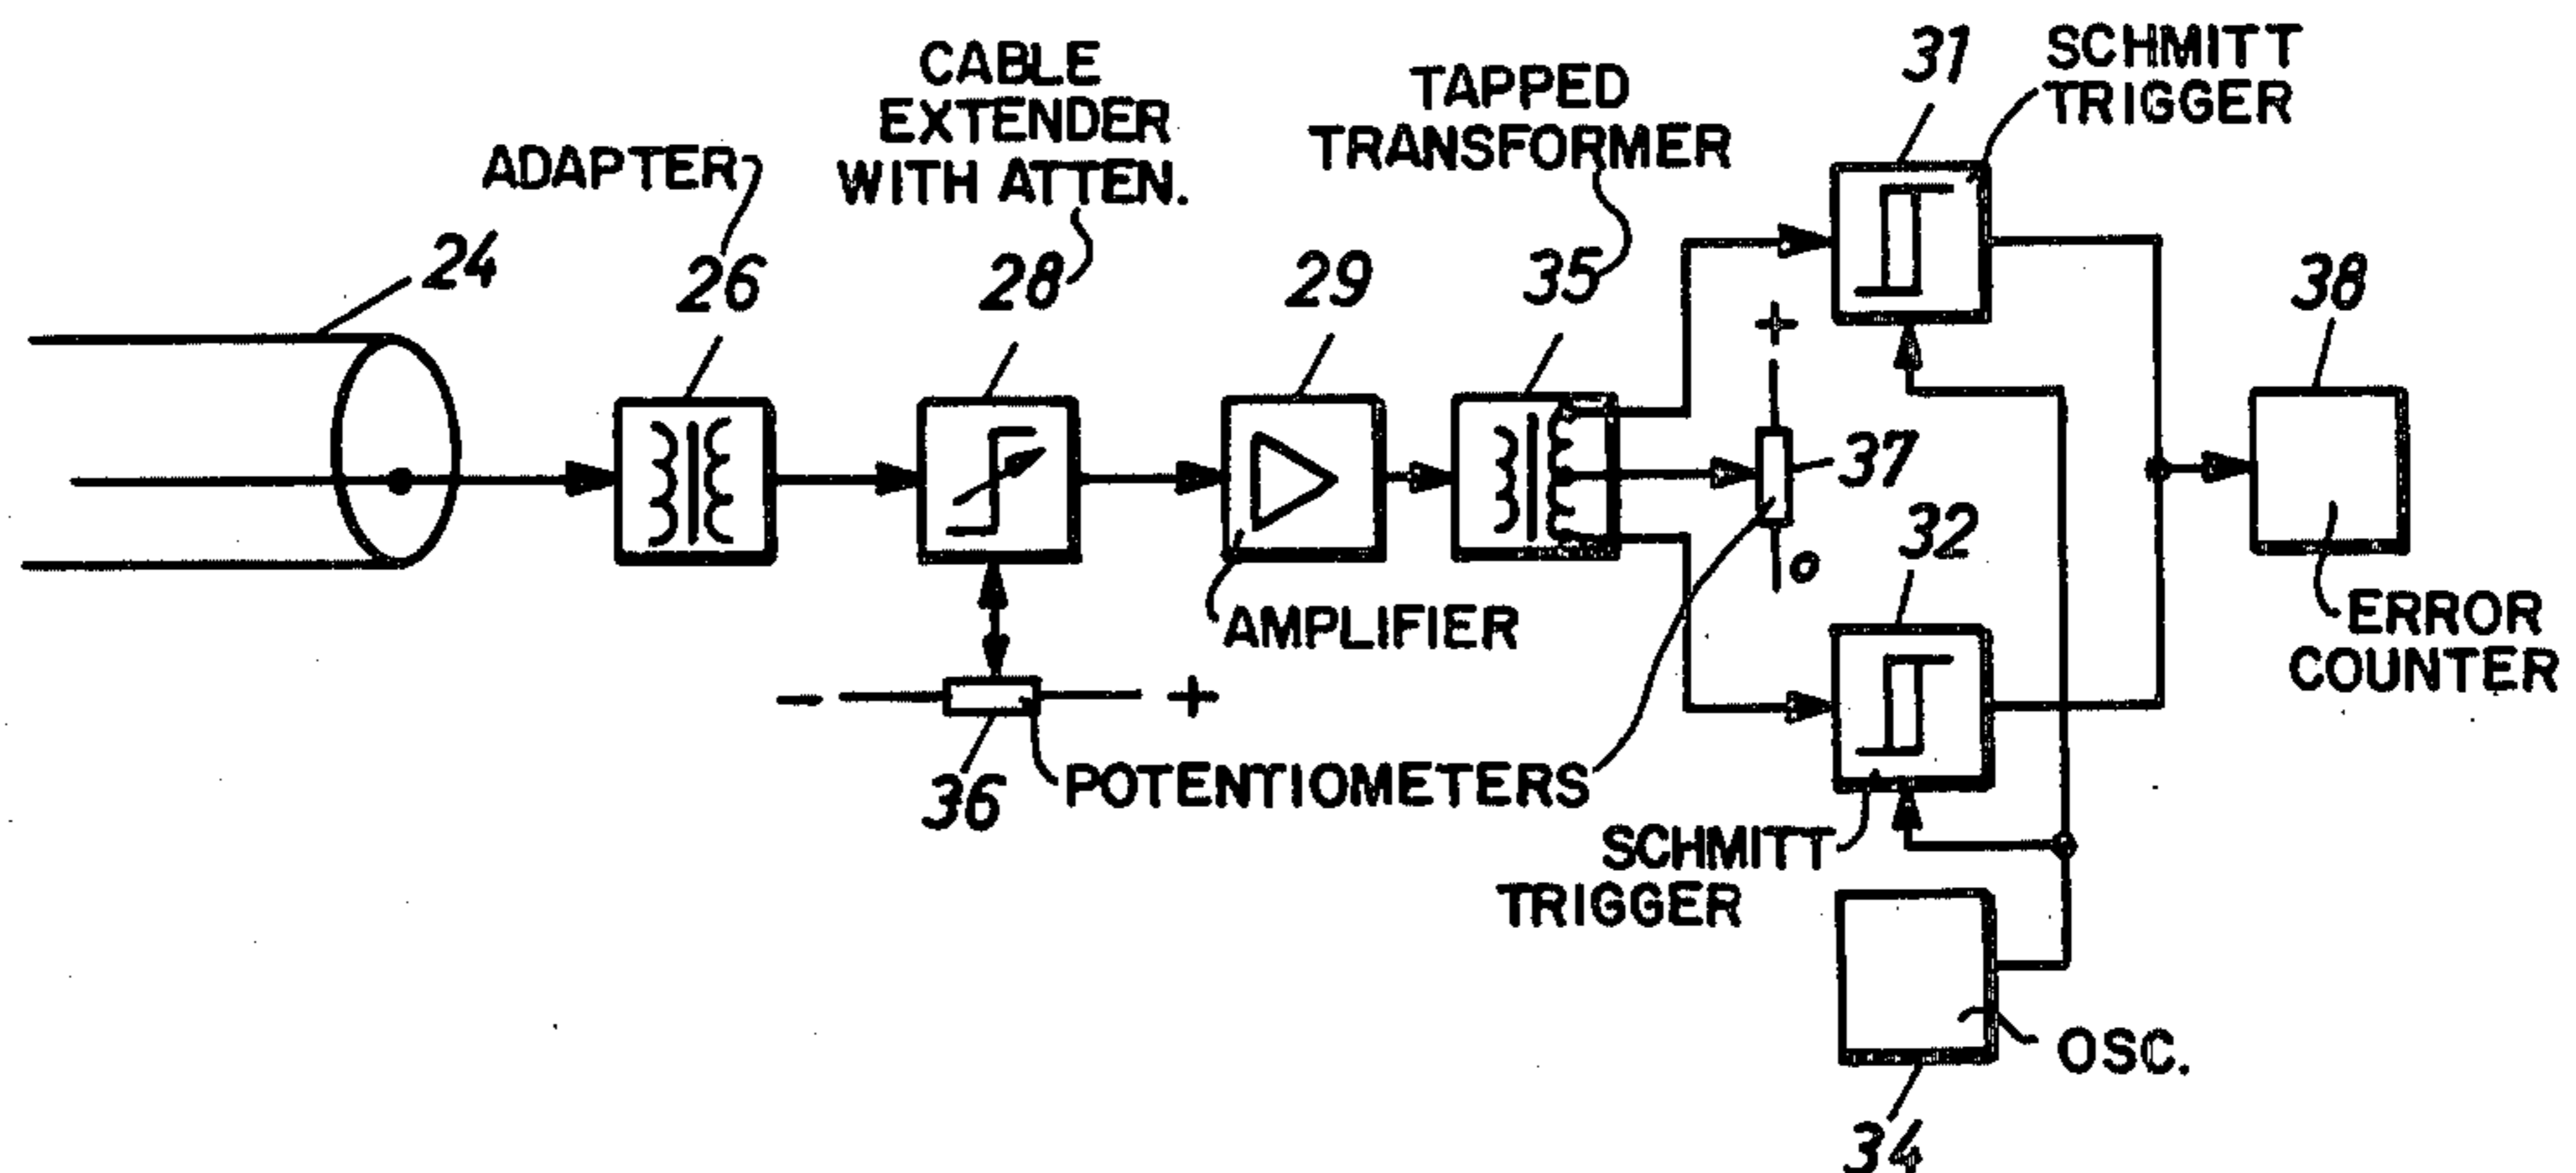 CABLE
EXTENDER
WITH ATTEN.
ADAPTER
TAPPED
TRANSFORMER
SCHMITT
TRIGGER
24
26
28
29
35
31
38
+
37
o
32
AMPLIFIER
ERROR
COUNTER
-
+
36
POTENTIOMETERS
SCHMITT
TRIGGER
OSC.
34